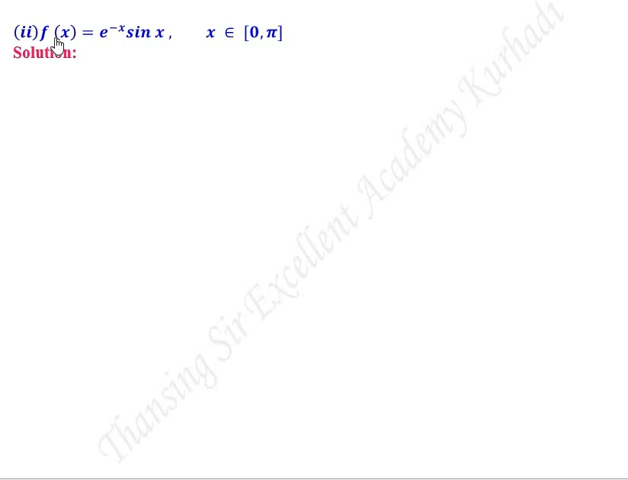 (ii) f (x) = e⁻ˣ sin x ,    x ∈ [0, π]
Solution:
Thansing Sir Excellent Academy Kurhadi